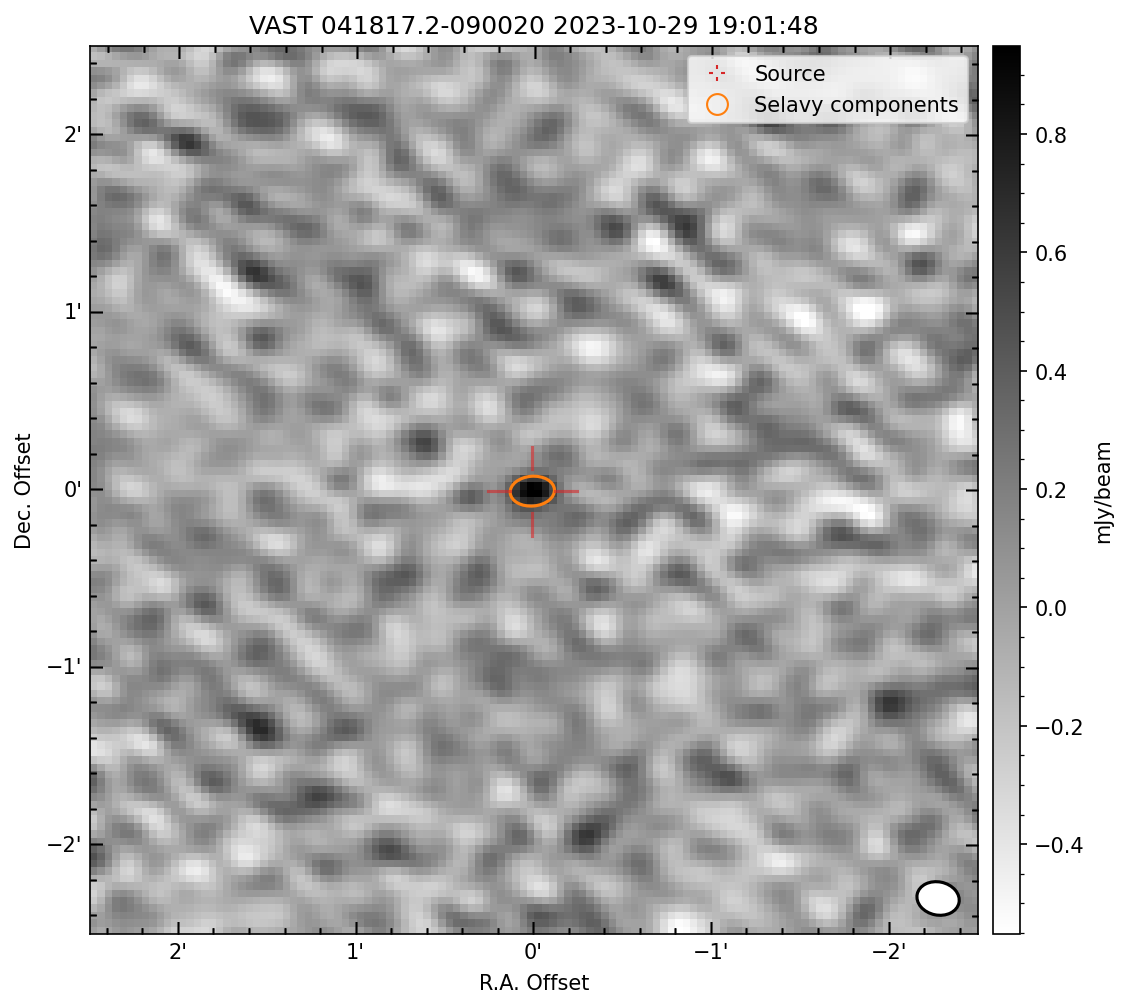 VAST 041817.2-090020 2023-10-29 19:01:48
Source
Selavy components
2'
1'
0'
−1'
−2'
Dec. Offset
2'
1'
0'
−1'
−2'
R.A. Offset
0.8
0.6
0.4
0.2
0.0
−0.2
−0.4
mJy/beam